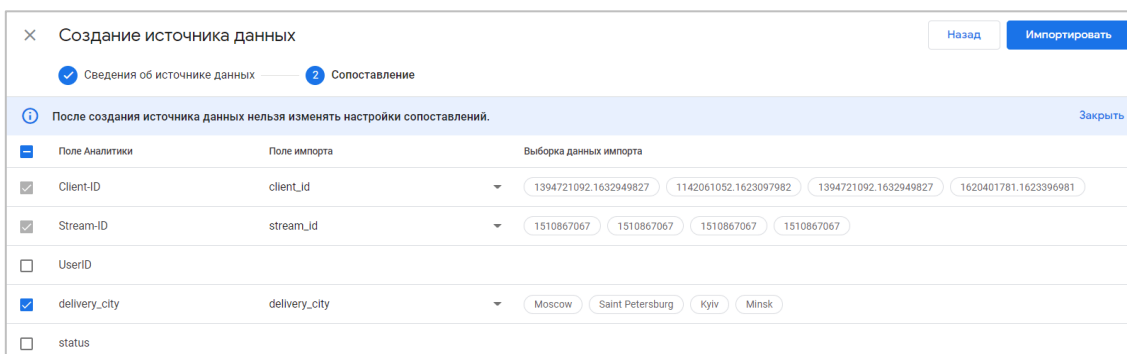 Создание источника данных
Назад
Импортировать
Сведения об источнике данных
2 Сопоставление
После создания источника данных нельзя изменять настройки сопоставлений. Закрыть
Поле Аналитики Поле импорта Выборка данных импорта
Client-ID client_id 1394721092.1632949827 1142061052.1623097982 1394721092.1632949827 1620401781.1623396981
Stream-ID stream_id 1510867067 1510867067 1510867067 1510867067
UserID
delivery_city delivery_city Moscow Saint Petersburg Kyiv Minsk
status